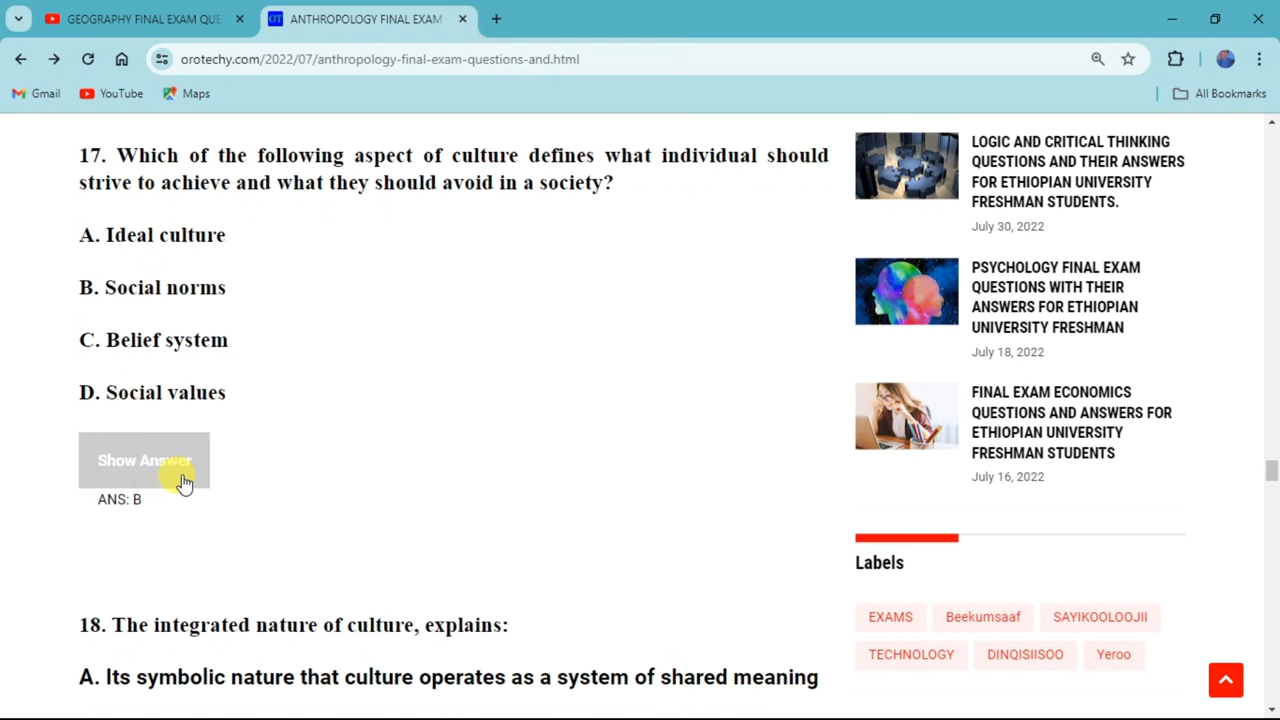 GEOGRAPHY FINAL EXAM QUE
OT
ANTHROPOLOGY FINAL EXAM
orotechy.com/2022/07/anthropology-final-exam-questions-and.html
Gmail
YouTube
Maps
All Bookmarks
17. Which of the following aspect of culture defines what individual should
strive to achieve and what they should avoid in a society?
A. Ideal culture
B. Social norms
C. Belief system
D. Social values
Show Answer
ANS: B
18. The integrated nature of culture, explains:
A. Its symbolic nature that culture operates as a system of shared meaning
LOGIC AND CRITICAL THINKING
QUESTIONS AND THEIR ANSWERS
FOR ETHIOPIAN UNIVERSITY
FRESHMAN STUDENTS.
July 30, 2022
PSYCHOLOGY FINAL EXAM
QUESTIONS WITH THEIR
ANSWERS FOR ETHIOPIAN
UNIVERSITY FRESHMAN
July 18, 2022
FINAL EXAM ECONOMICS
QUESTIONS AND ANSWERS FOR
ETHIOPIAN UNIVERSITY
FRESHMAN STUDENTS
July 16, 2022
Labels
EXAMS
Beekumsaaf
SAYIKOOLOOJII
TECHNOLOGY
DINQISIISOO
Yeroo